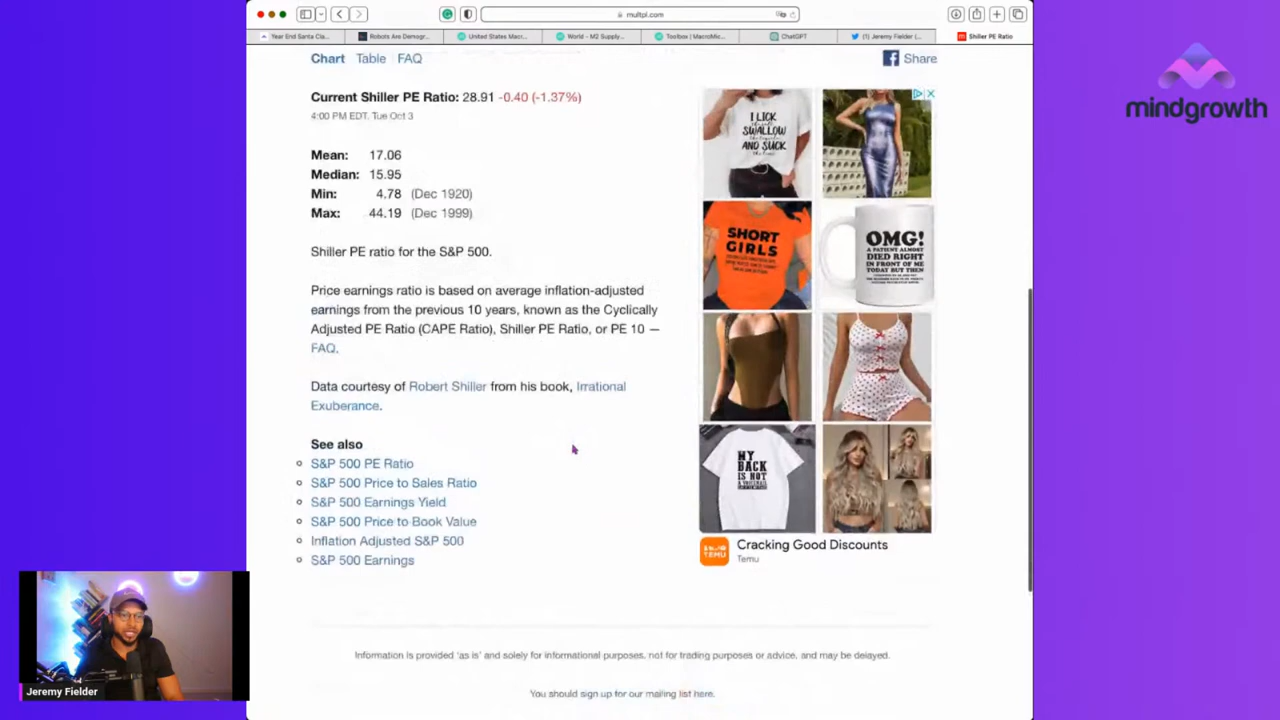 multpl.com
Year End Santa Cla...
Robots Are Demogr...
United States Macr...
World - M2 Supply...
Toolbox | MacroMic...
ChatGPT
(1) Jeremy Fielder (...
Shiller PE Ratio
Chart Table FAQ
Share
mindgrowth
Current Shiller PE Ratio: 28.91 -0.40 (-1.37%)
4:00 PM EDT, Tue Oct 3
Mean: 17.06
Median: 15.95
Min: 4.78 (Dec 1920)
Max: 44.19 (Dec 1999)
Shiller PE ratio for the S&P 500.
Price earnings ratio is based on average inflation-adjusted
earnings from the previous 10 years, known as the Cyclically
Adjusted PE Ratio (CAPE Ratio), Shiller PE Ratio, or PE 10 —
FAQ.
Data courtesy of Robert Shiller from his book, Irrational
Exuberance.
See also
S&P 500 PE Ratio
S&P 500 Price to Sales Ratio
S&P 500 Earnings Yield
S&P 500 Price to Book Value
Inflation Adjusted S&P 500
S&P 500 Earnings
I LICK
SWALLOW
AND SUCK
SHORT
GIRLS
OMG!
A PATIENT ALMOST
DIED RIGHT
IN FRONT OF ME
TODAY BUT THEN
MY
BACK
IS NOT
TEMU
Cracking Good Discounts
Temu
Information is provided 'as is' and solely for informational purposes, not for trading purposes or advice, and may be delayed.
You should sign up for our mailing list here.
Jeremy Fielder